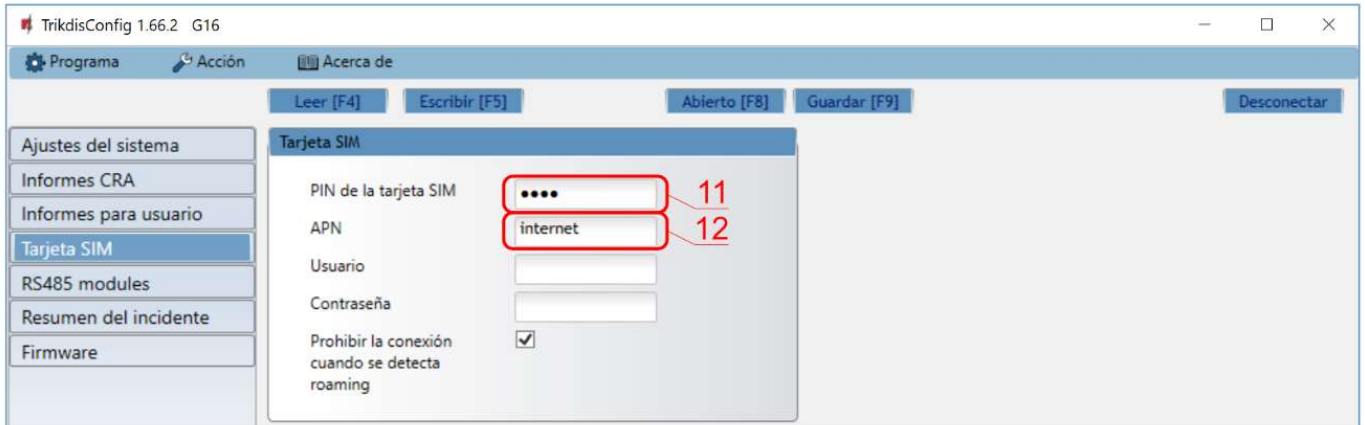 TrikdisConfig 1.66.2 G16
Programa Acción Acerca de
Leer [F4] Escribir [F5] Abierto [F8] Guardar [F9] Desconectar
Ajustes del sistema
Informes CRA
Informes para usuario
Tarjeta SIM
RS485 modules
Resumen del incidente
Firmware
Tarjeta SIM
PIN de la tarjeta SIM •••• 11
APN internet 12
Usuario
Contraseña
Prohibir la conexión
cuando se detecta
roaming